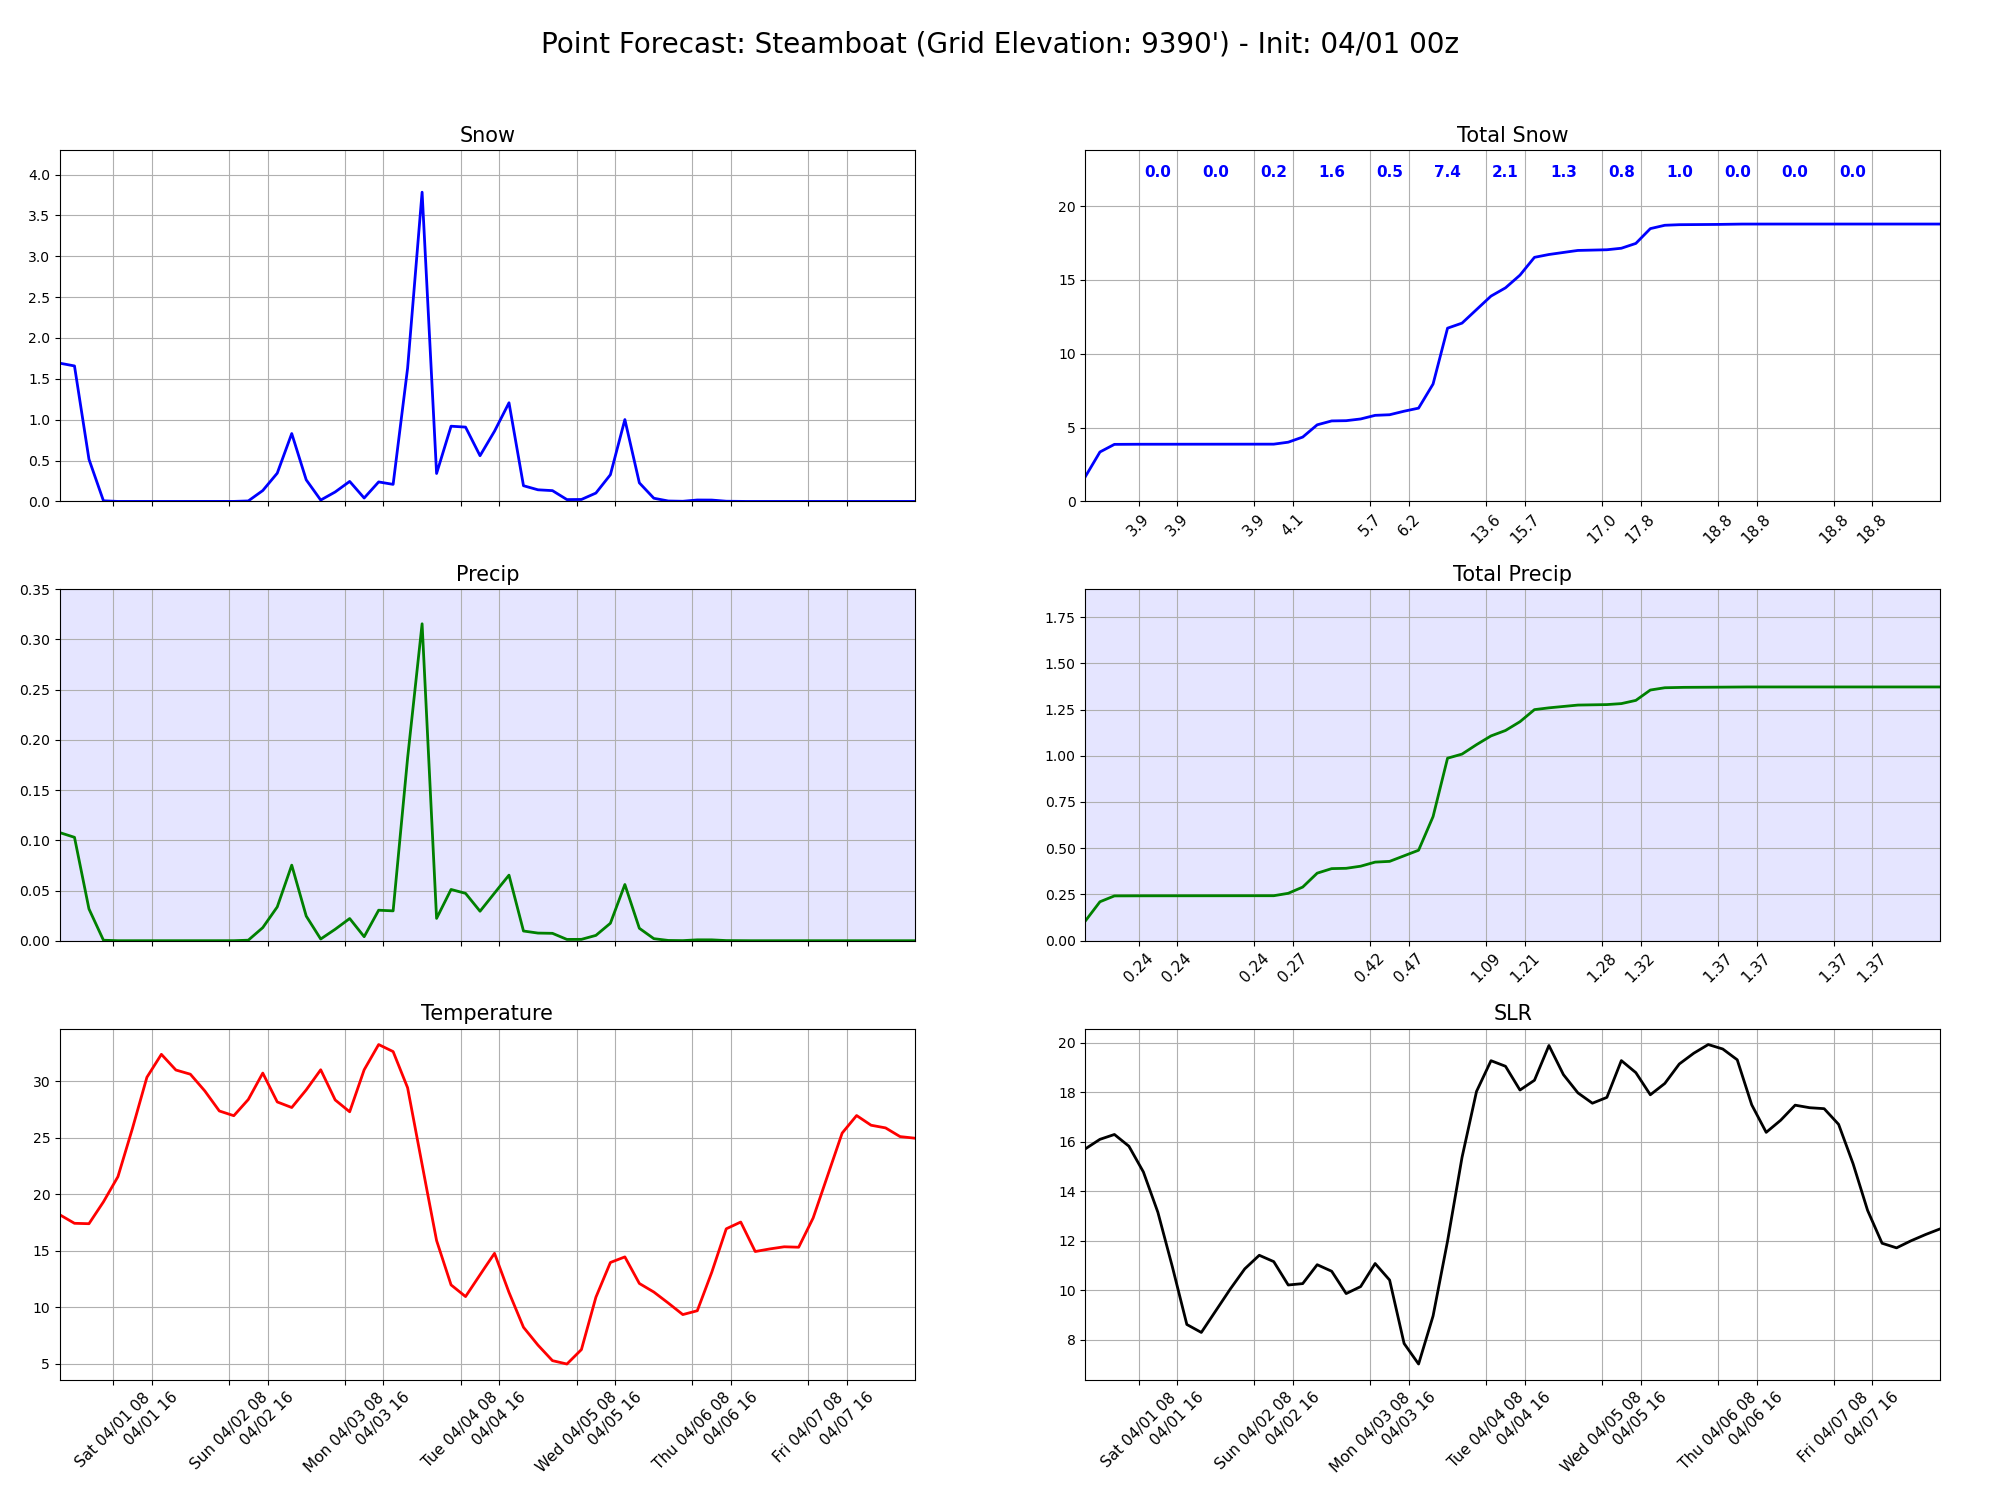 Point Forecast: Steamboat (Grid Elevation: 9390') - Init: 04/01 00z
Snow
4.0
3.5
3.0
2.5
2.0
1.5
1.0
0.5
0.0
Total Snow
0.0 0.0 0.2 1.6 0.5 7.4 2.1 1.3 0.8 1.0 0.0 0.0 0.0
20
15
10
5
0
3.9 3.9 3.9 4.1 5.7 6.2 13.6 15.7 17.0 17.8 18.8 18.8 18.8 18.8
Precip
0.35
0.30
0.25
0.20
0.15
0.10
0.05
0.00
Total Precip
1.75
1.50
1.25
1.00
0.75
0.50
0.25
0.00
0.24 0.24 0.24 0.27 0.42 0.47 1.09 1.21 1.28 1.32 1.37 1.37 1.37 1.37
Temperature
30
25
20
15
10
5
Sat 04/01 08
04/01 16
Sun 04/02 08
04/02 16
Mon 04/03 08
04/03 16
Tue 04/04 08
04/04 16
Wed 04/05 08
04/05 16
Thu 04/06 08
04/06 16
Fri 04/07 08
04/07 16
SLR
20
18
16
14
12
10
8
Sat 04/01 08
04/01 16
Sun 04/02 08
04/02 16
Mon 04/03 08
04/03 16
Tue 04/04 08
04/04 16
Wed 04/05 08
04/05 16
Thu 04/06 08
04/06 16
Fri 04/07 08
04/07 16